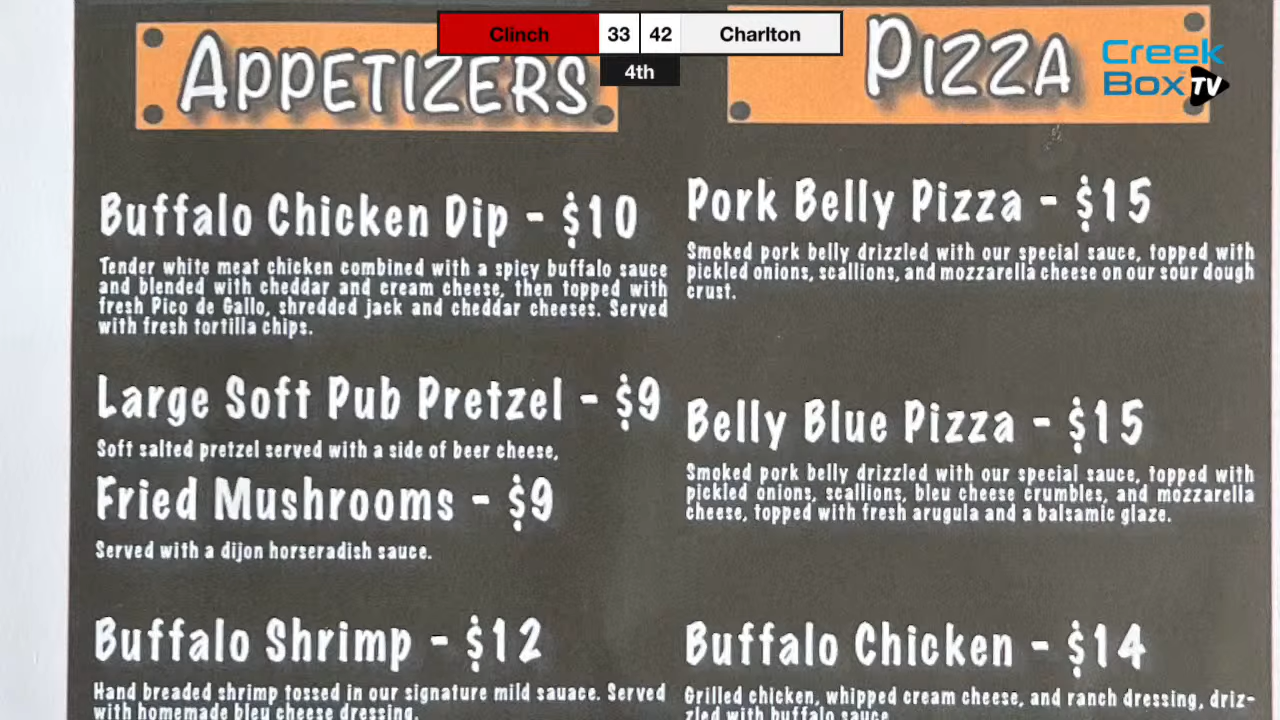 Clinch 33 42 Charlton
4th
Creek
Box TV
APPETIZERS
Buffalo Chicken Dip - $10
Tender white meat chicken combined with a spicy buffalo sauce
and blended with cheddar and cream cheese, then topped with
fresh Pico de Gallo, shredded jack and cheddar cheeses. Served
with fresh tortilla chips.
Large Soft Pub Pretzel - $9
Soft salted pretzel served with a side of beer cheese,
Fried Mushrooms - $9
Served with a dijon horseradish sauce.
Buffalo Shrimp - $12
Hand breaded shrimp tossed in our signature mild sauace. Served
with homemade bleu cheese dressing.
PIZZA
Pork Belly Pizza - $15
Smoked pork belly drizzled with our special sauce, topped with
pickled onions, scallions, and mozzarella cheese on our sour dough
crust.
Belly Blue Pizza - $15
Smoked pork belly drizzled with our special sauce, topped with
pickled onions, scallions, bleu cheese crumbles, and mozzarella
cheese, topped with fresh arugula and a balsamic glaze.
Buffalo Chicken - $14
Grilled chicken, whipped cream cheese, and ranch dressing, driz-
zled with buffalo sauce